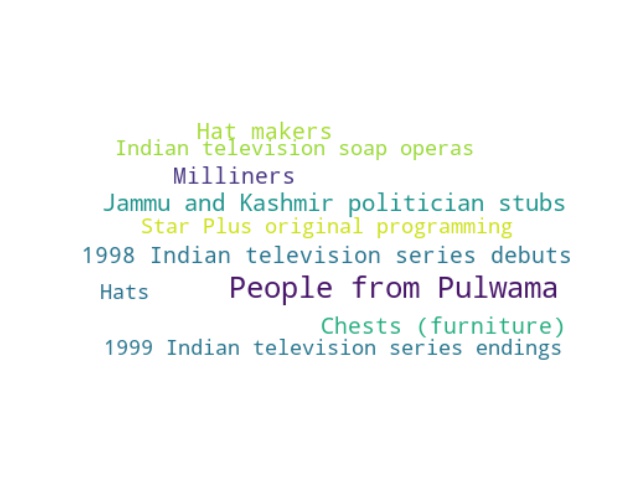 Hat makers
Indian television soap operas
Milliners
Jammu and Kashmir politician stubs
Star Plus original programming
1998 Indian television series debuts
Hats
People from Pulwama
Chests (furniture)
1999 Indian television series endings